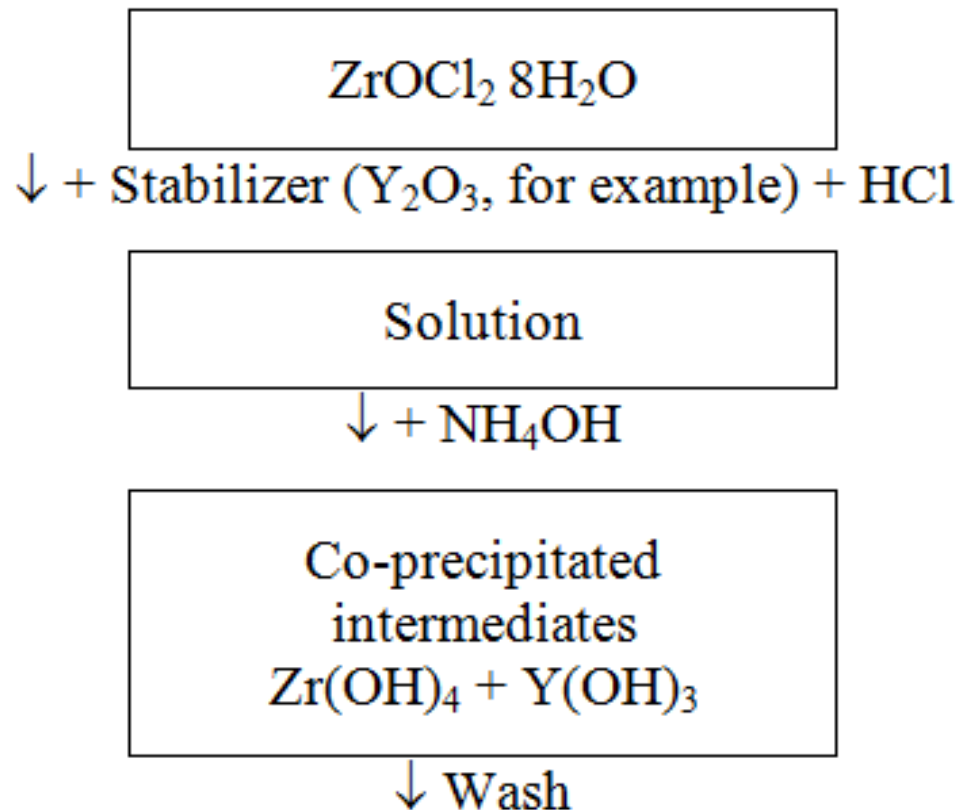 ZrOCl₂ 8H₂O
↓ + Stabilizer (Y₂O₃, for example) + HCl
Solution
↓ + NH₄OH
Co-precipitated
intermediates
Zr(OH)₄ + Y(OH)₃
↓ Wash